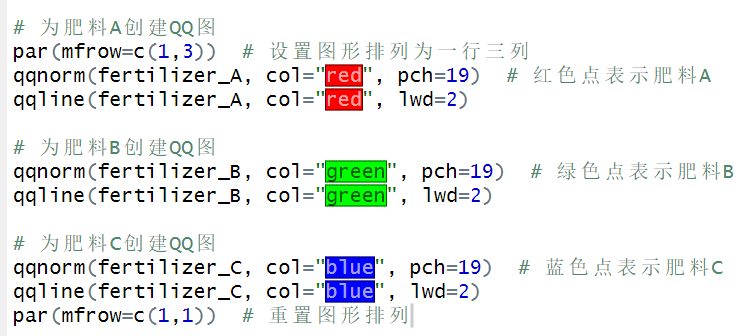 # 为肥料A创建QQ图
par(mfrow=c(1,3))  # 设置图形排列为一行三列
qqnorm(fertilizer_A, col="red", pch=19)  # 红色点表示肥料A
qqline(fertilizer_A, col="red", lwd=2)
# 为肥料B创建QQ图
qqnorm(fertilizer_B, col="green", pch=19)  # 绿色点表示肥料B
qqline(fertilizer_B, col="green", lwd=2)
# 为肥料C创建QQ图
qqnorm(fertilizer_C, col="blue", pch=19)  # 蓝色点表示肥料C
qqline(fertilizer_C, col="blue", lwd=2)
par(mfrow=c(1,1))  # 重置图形排列